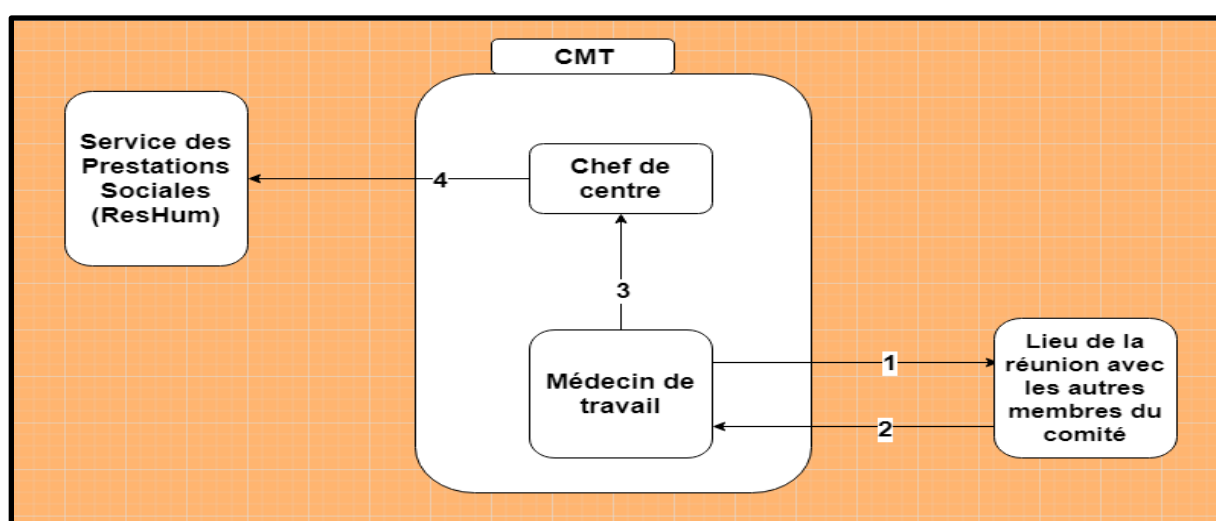 CMT
Service des
Prestations
Sociales
(ResHum)
Chef de
centre
4
3
Médecin de
travail
1
2
Lieu de la
réunion avec
les autres
membres du
comité